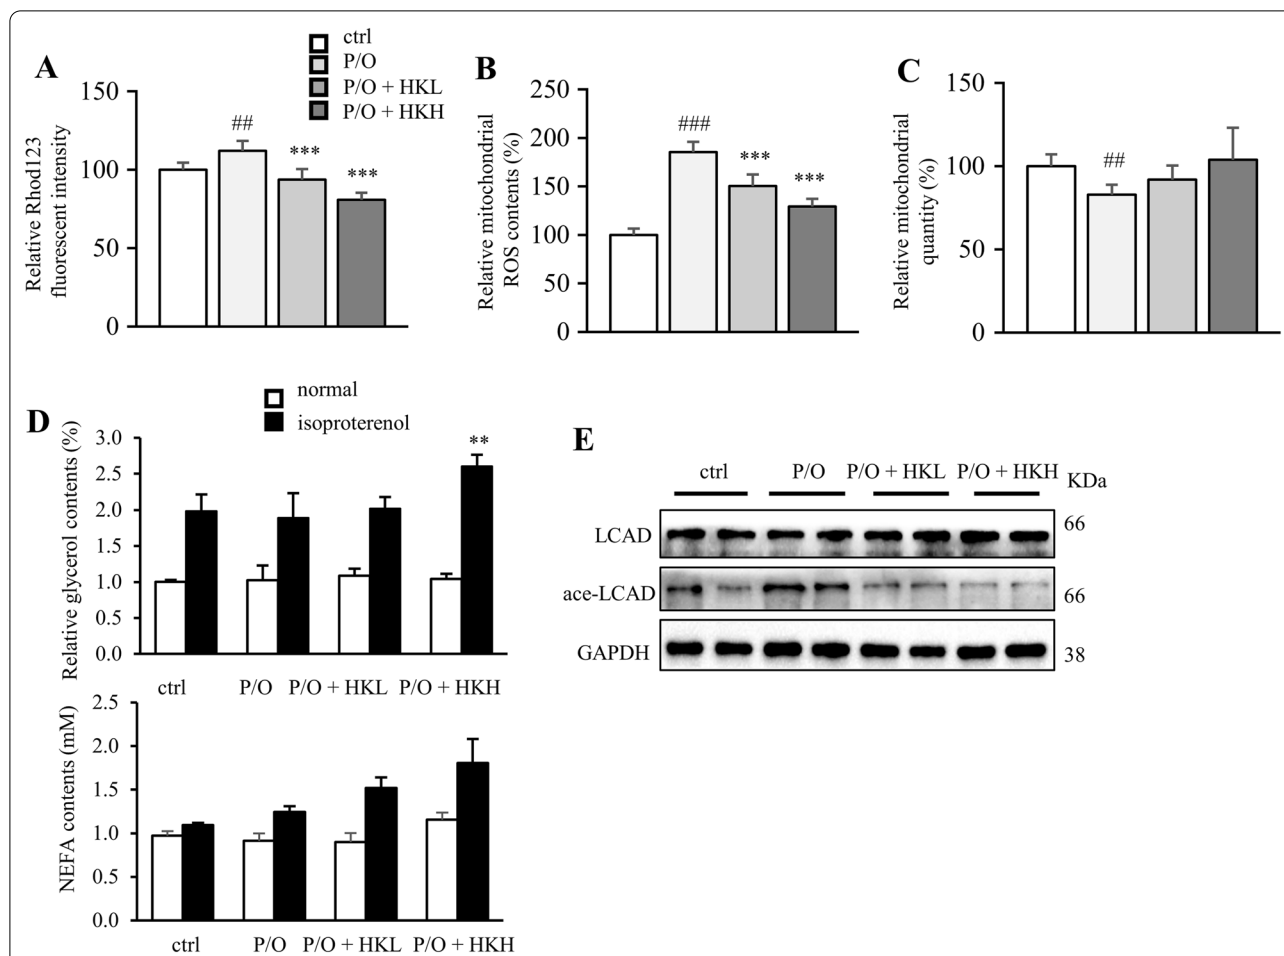 A
ctrl
P/O
P/O + HKL
P/O + HKH
Relative Rhod123
fluorescent intensity
150
100
50
0
##
***
***
B
Relative mitochondrial
ROS contents (%)
250
200
150
100
50
0
###
***
***
C
Relative mitochondrial
quantity (%)
150
100
50
0
##
D
normal
isoproterenol
Relative glycerol contents (%)
3.0
2.5
2.0
1.5
1.0
0.5
0.0
**
ctrl
P/O
P/O + HKL
P/O + HKH
NEFA contents (mM)
2.5
2.0
1.5
1.0
0.5
0.0
ctrl
P/O
P/O + HKL
P/O + HKH
E
ctrl
P/O
P/O + HKL
P/O + HKH
KDa
LCAD
66
ace-LCAD
66
GAPDH
38